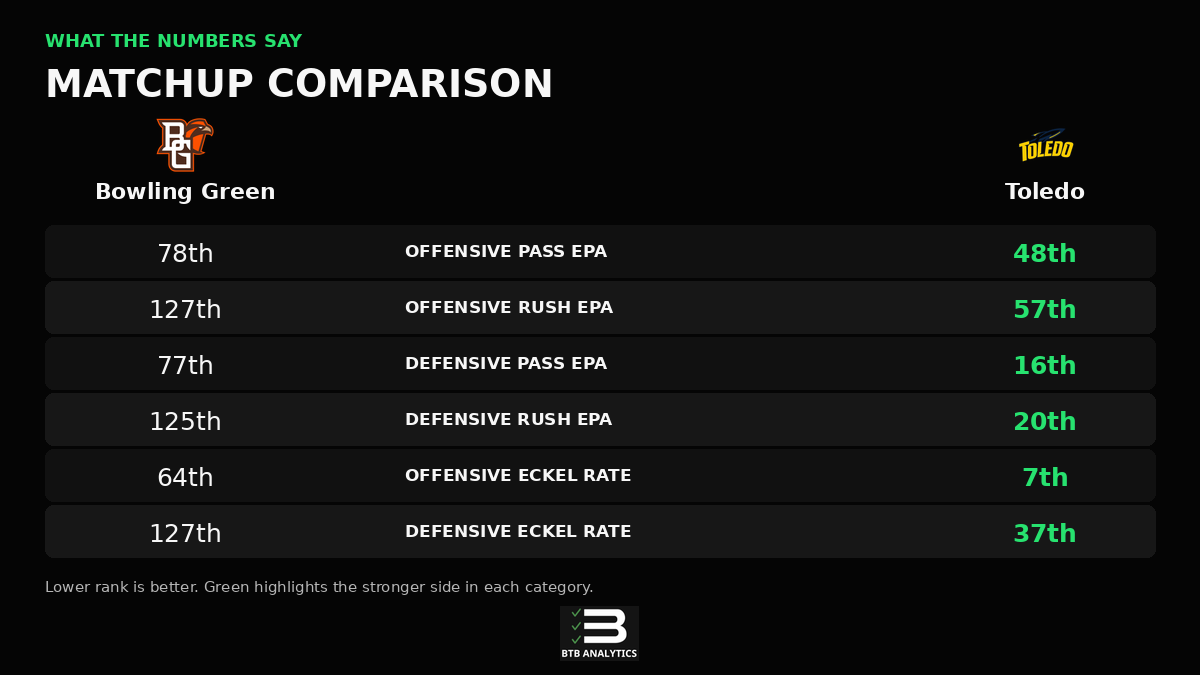 WHAT THE NUMBERS SAY
MATCHUP COMPARISON
BG
TOLEDO
Bowling Green
Toledo
78th OFFENSIVE PASS EPA 48th
127th OFFENSIVE RUSH EPA 57th
77th DEFENSIVE PASS EPA 16th
125th DEFENSIVE RUSH EPA 20th
64th OFFENSIVE ECKEL RATE 7th
127th DEFENSIVE ECKEL RATE 37th
Lower rank is better. Green highlights the stronger side in each category.
B
BTB ANALYTICS